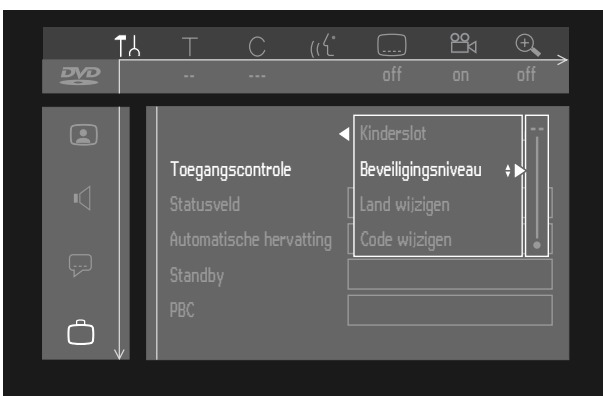 T C
DVD -- --- off on off
Kinderslot --
Toegangscontrole Beveiligingsniveau
Statusveld Land wijzigen
Automatische hervatting Code wijzigen
Standby
PBC